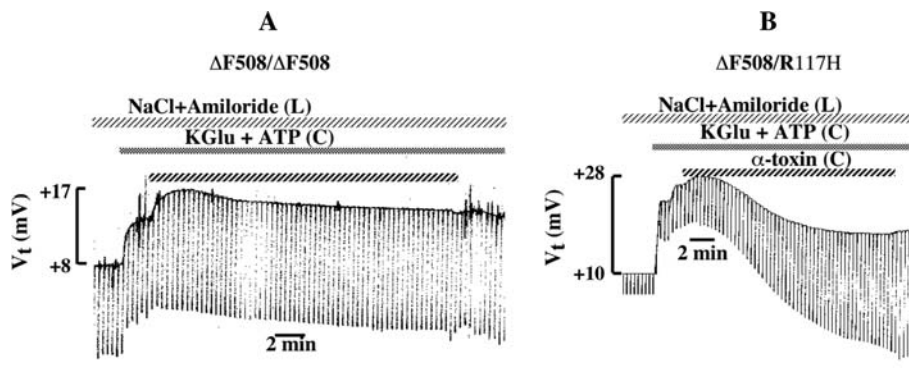 A
ΔF508/ΔF508
NaCl+Amiloride (L)
KGlu + ATP (C)
+17
+8
Vt (mV)
2 min
B
ΔF508/R117H
NaCl+Amiloride (L)
KGlu + ATP (C)
α-toxin (C)
+28
+10
Vt (mV)
2 min